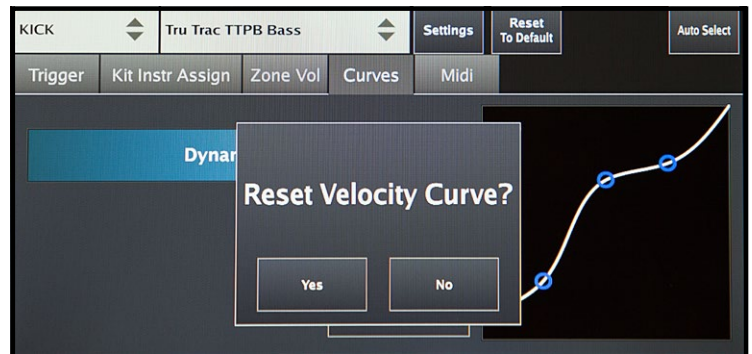 KICK
Tru Trac TTPB Bass
Settings
Reset
To Default
Auto Select
Trigger
Kit Instr Assign
Zone Vol
Curves
Midi
Dynar
Reset Velocity Curve?
Yes
No